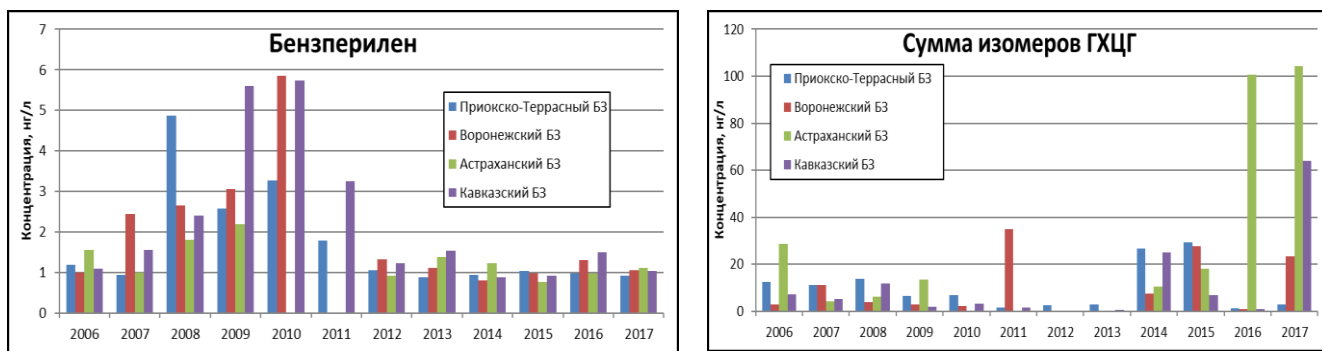 Бензперилен
Концентрация, нг/л
7
6
5
4
3
2
1
0
Приокско-Террасный БЗ
Воронежский БЗ
Астраханский БЗ
Кавказский БЗ
2006 2007 2008 2009 2010 2011 2012 2013 2014 2015 2016 2017
Сумма изомеров ГХЦГ
Концентрация, нг/л
120
100
80
60
40
20
0
Приокско-Террасный БЗ
Воронежский БЗ
Астраханский БЗ
Кавказский БЗ
2006 2007 2008 2009 2010 2011 2012 2013 2014 2015 2016 2017